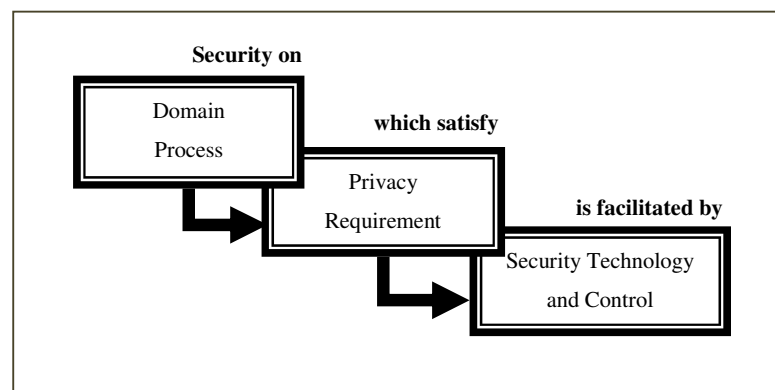 Security on
Domain
Process
which satisfy
Privacy
Requirement
is facilitated by
Security Technology
and Control